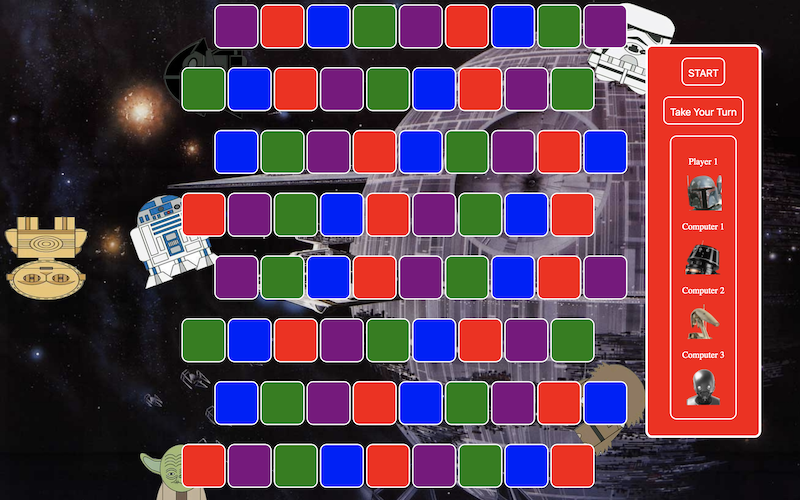 START
Take Your Turn
Player 1
Computer 1
Computer 2
Computer 3